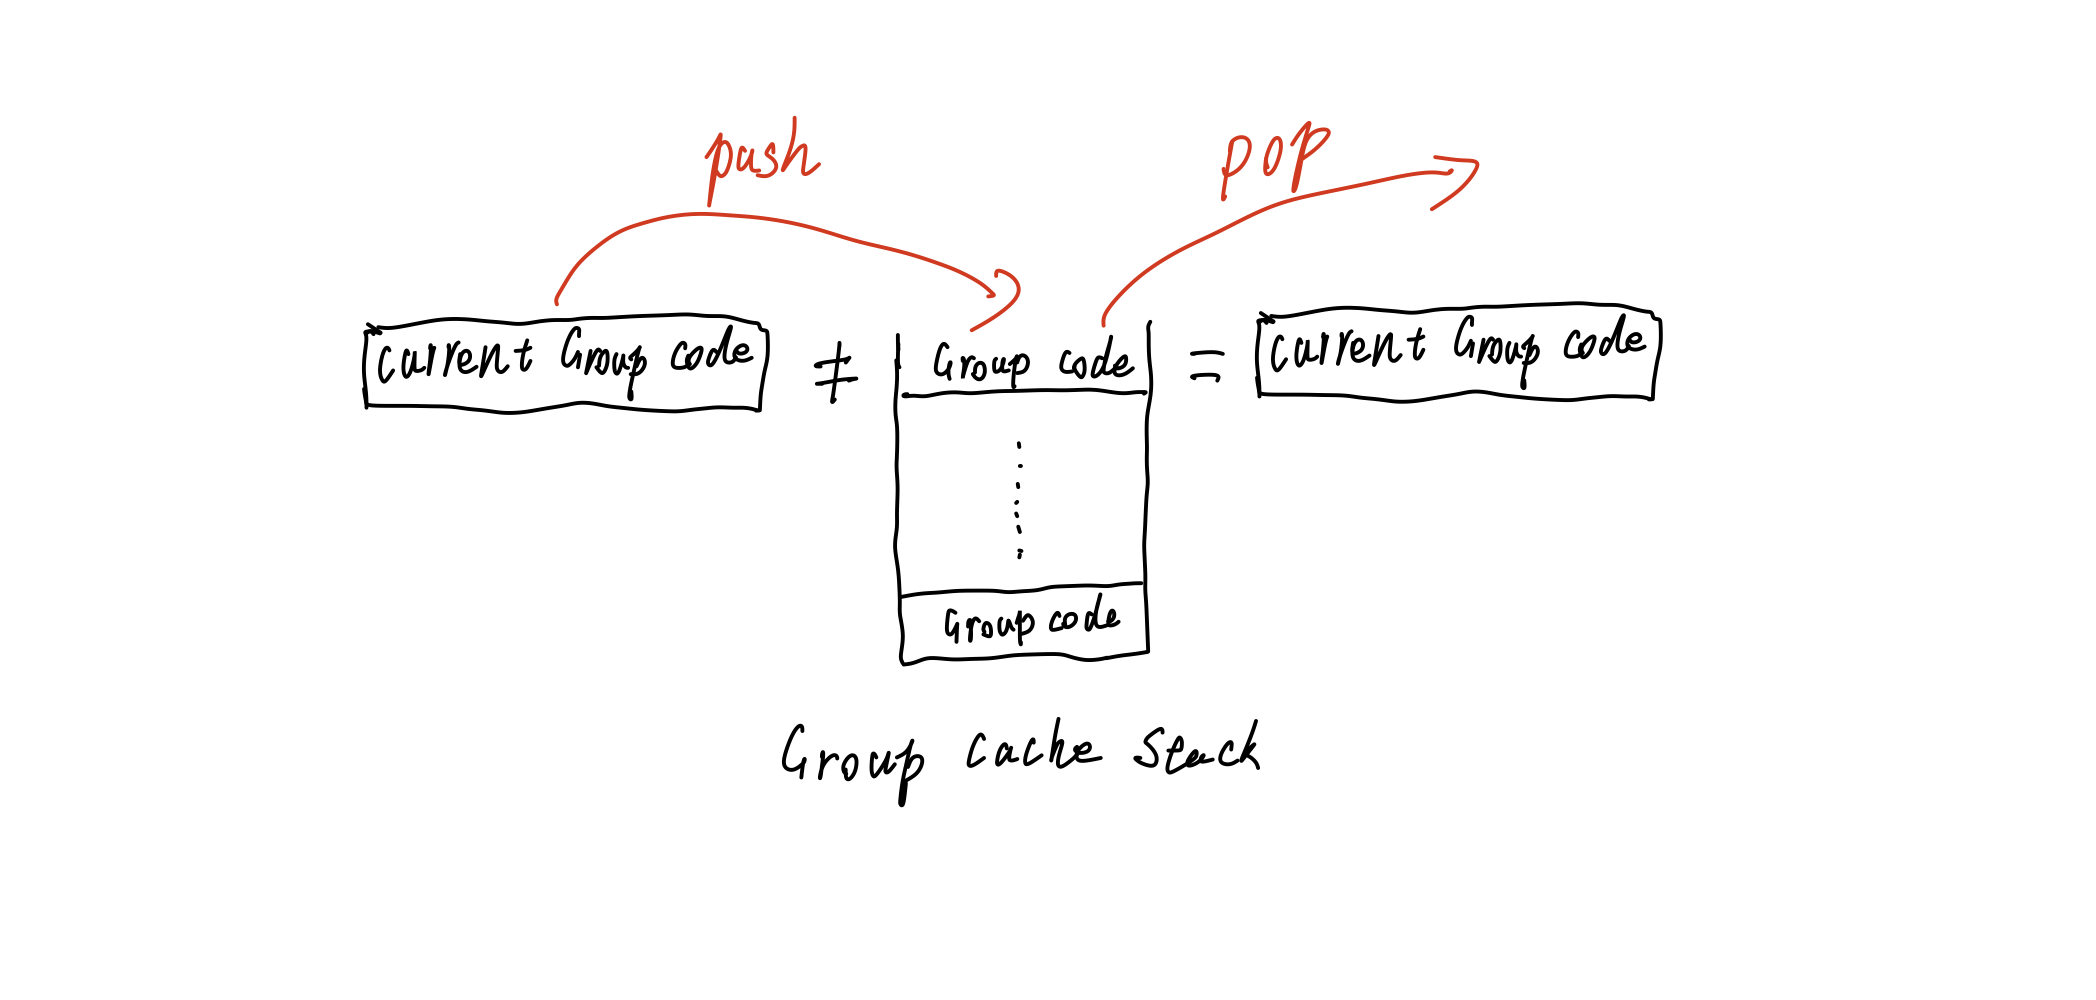 push
pop
current Group code ≠ Group code = current Group code
Group code
Group Cache Stack